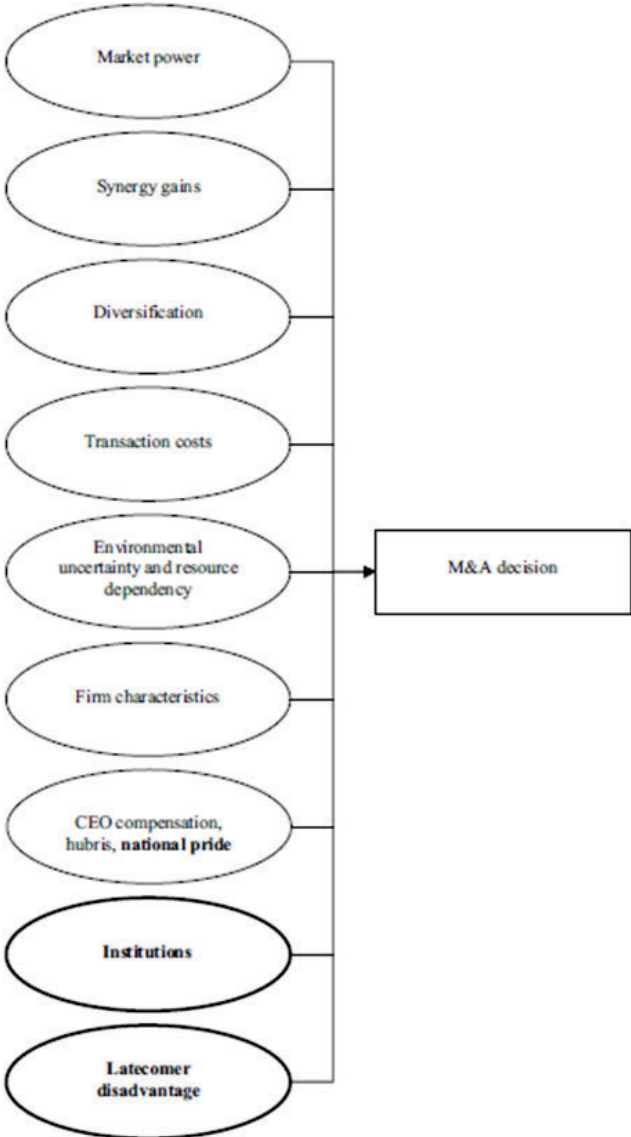 Market power
Synergy gains
Diversification
Transaction costs
Environmental
uncertainty and resource
dependency
M&A decision
Firm characteristics
CEO compensation,
hubris, national pride
Institutions
Latecomer
disadvantage